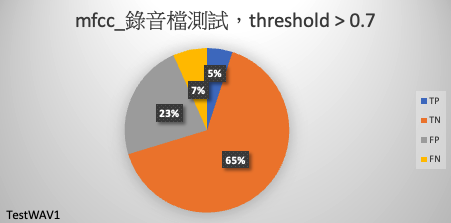 mfcc_錄音檔測試，threshold > 0.7
5%
7%
23%
65%
TP
TN
FP
FN
TestWAV1